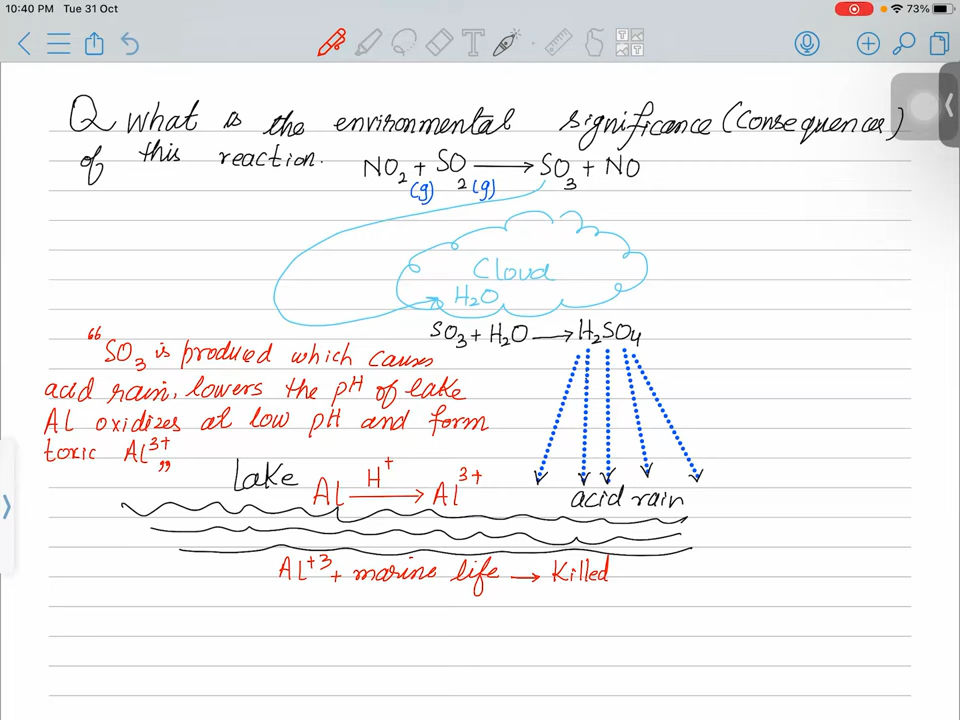 10:40 PM Tue 31 Oct
73%
Q What is the environmental significance (Consequences)
of this reaction.
NO2 + SO2 ⟶ SO3 + NO
(g) (g)
Cloud
H2O
SO3 + H2O ⟶ H2SO4
"SO3 is produced which causes
acid rain, lowers the pH of lake
Al oxidizes at low pH and form
toxic Al3+"
Lake
Al ⟶ Al3+
H+
acid rain
Al+3 + marine life → Killed